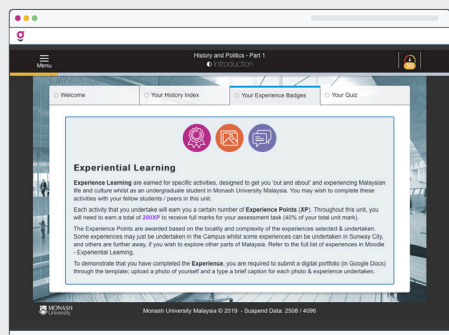 g
Menu
History and Politics - Part 1
Introduction
Welcome
Your History Index
Your Experience Badges
Your Quiz
Experiential Learning
Experience Learning are earned for specific activities, designed to get you 'out and about' and experiencing Malaysian
life and culture whilst as an undergraduate student in Monash University Malaysia. You may wish to complete these
activities with your fellow students / peers in this unit.
Each activity that you undertake will earn you a certain number of Experience Points (XP). Throughout this unit, you
will need to earn a total of 200XP to receive full marks for your assessment task (40% of your total unit mark).
The Experience Points are awarded based on the locality and complexity of the experiences selected & undertaken.
Some experiences may just be undertaken in the Campus whilst some experiences can be undertaken in Sunway City,
and others are further away, if you wish to explore other parts of Malaysia. Refer to the full list of experiences in Moodle
- Experiential Learning.
To demonstrate that you have completed the Experience, you are required to submit a digital portfolio (in Google Docs)
through the template; upload a photo of yourself and a type a brief caption for each photo & experience undertaken.
MONASH
University
Monash University Malaysia © 2019 - Suspend Data: 2508 / 4096